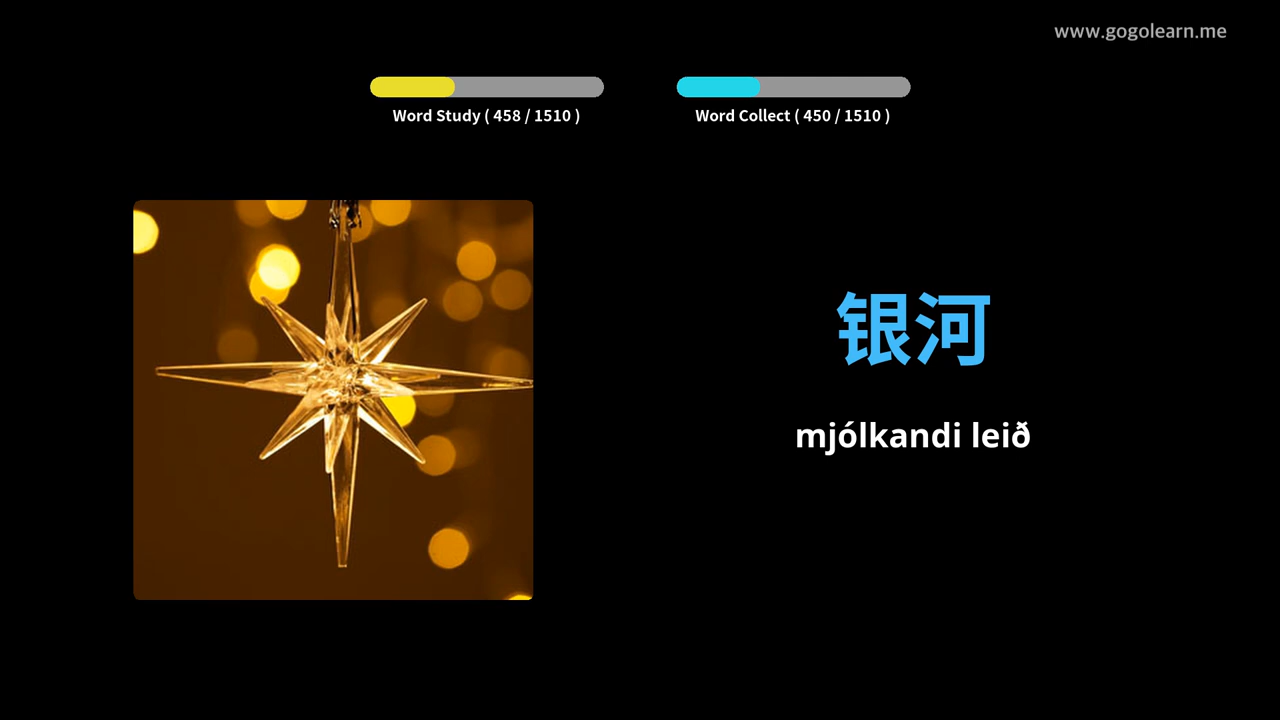 www.gogolearn.me
Word Study ( 458 / 1510 )
Word Collect ( 450 / 1510 )
银河
mjólkandi leið